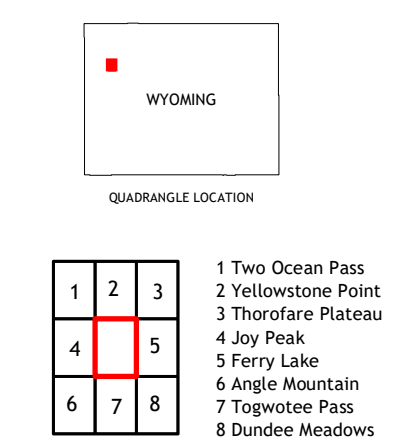 WYOMING
QUADRANGLE LOCATION
1 2 3
4 5
6 7 8
1 Two Ocean Pass
2 Yellowstone Point
3 Thorofare Plateau
4 Joy Peak
5 Ferry Lake
6 Angle Mountain
7 Togwotee Pass
8 Dundee Meadows